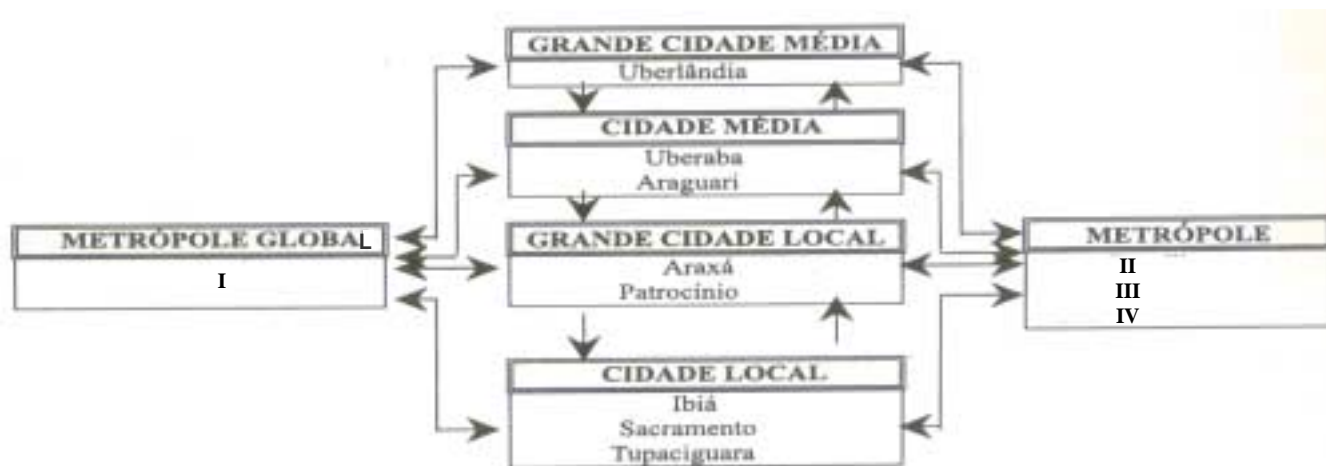 GRANDE CIDADE MÉDIA
Uberlândia
CIDADE MÉDIA
Uberaba
Araguari
METRÓPOLE GLOBAL
I
GRANDE CIDADE LOCAL
Araxá
Patrocínio
METRÓPOLE
II
III
IV
CIDADE LOCAL
Ibiá
Sacramento
Tupaciguara